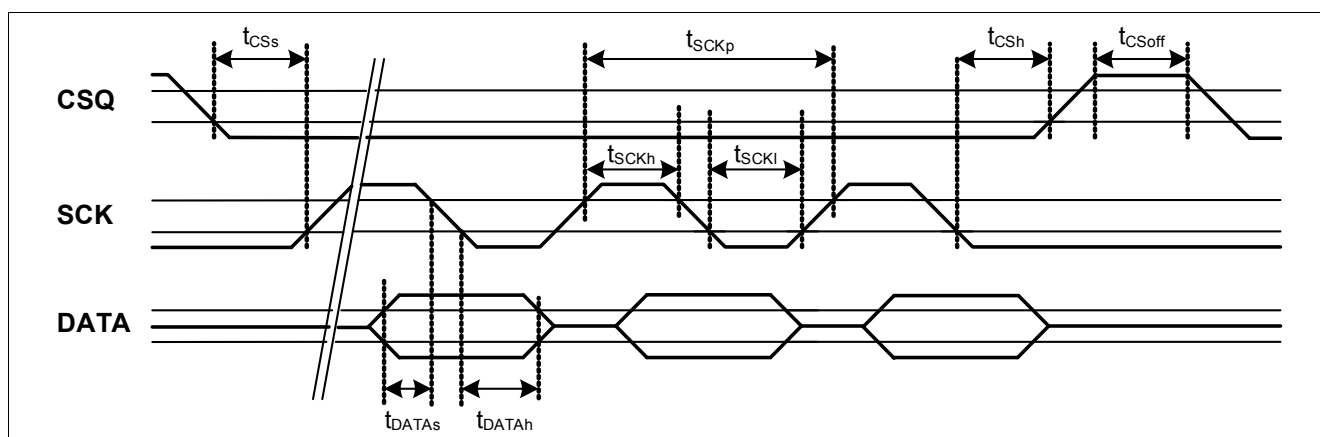 tCSs
tSCKp
tCSh
tCSoff
CSQ
tSCKh
tSCKl
SCK
DATA
tDATAs
tDATAh